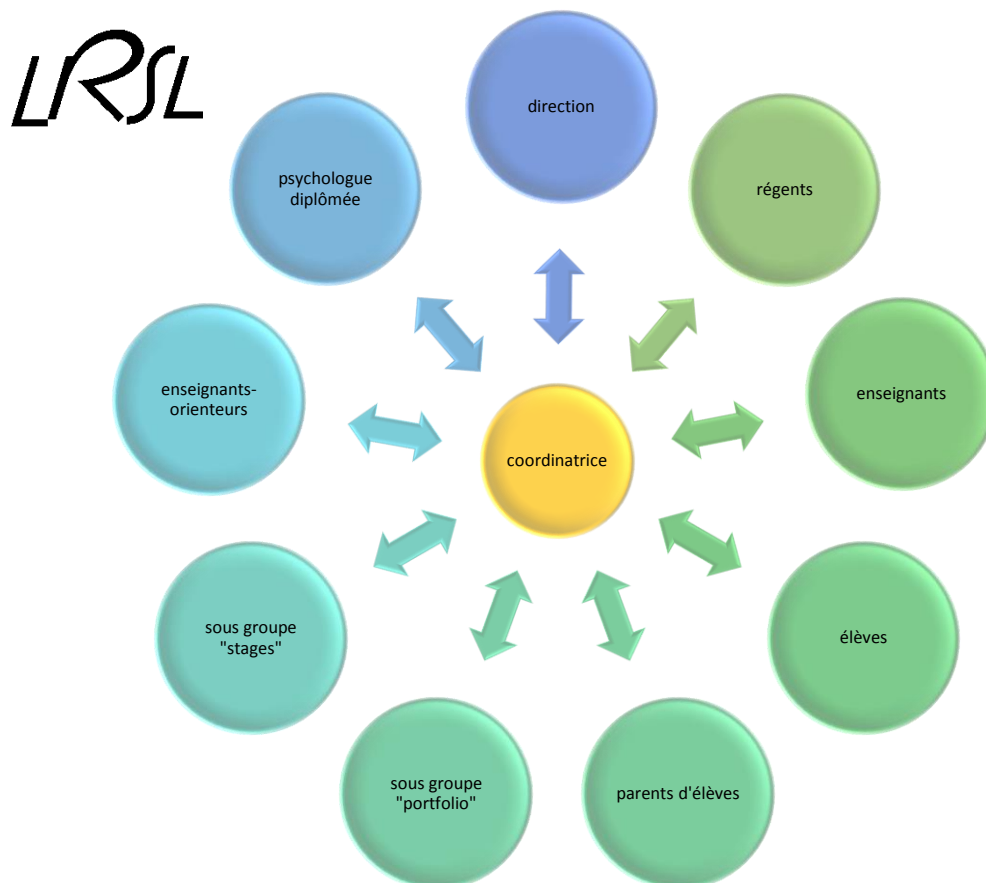 LRSL
direction
psychologue
diplômée
régents
enseignants-
orienteurs
enseignants
coordinatrice
sous groupe
"stages"
élèves
sous groupe
"portfolio"
parents d'élèves